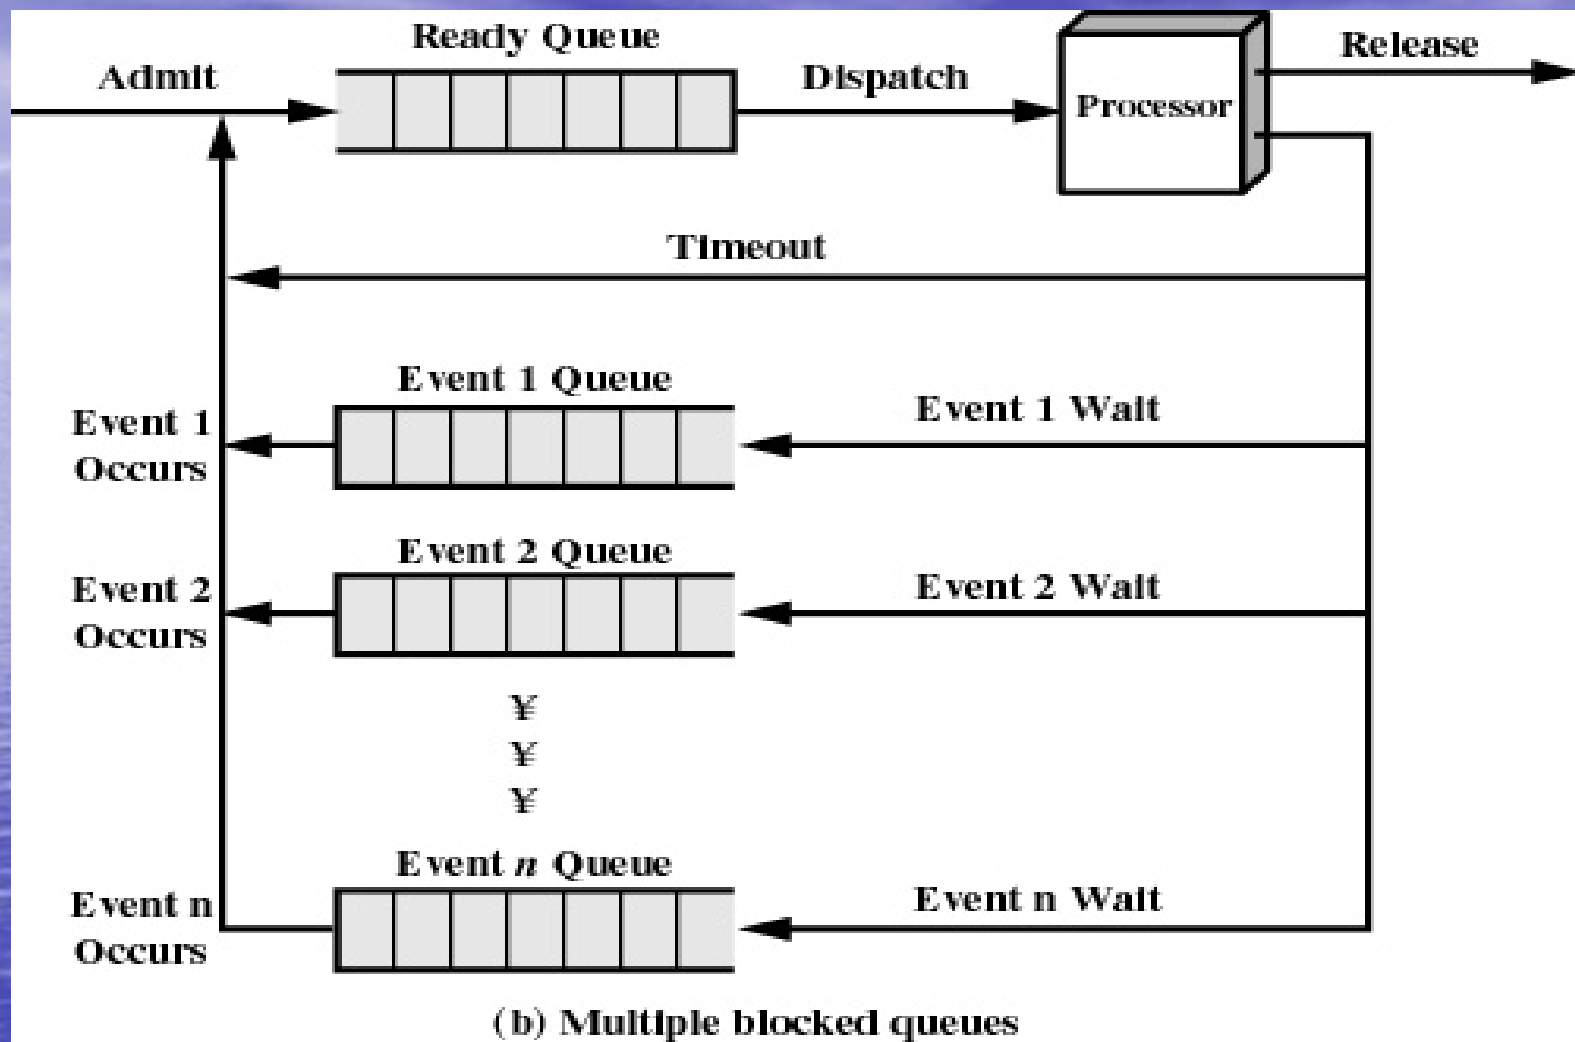 Ready Queue
Release
Admit
Dispatch
Processor
Timeout
Event 1 Queue
Event 1
Occurs
Event 1 Wait
Event 2 Queue
Event 2
Occurs
Event 2 Wait
¥
¥
¥
Event n Queue
Event n
Occurs
Event n Wait
(b) Multiple blocked queues